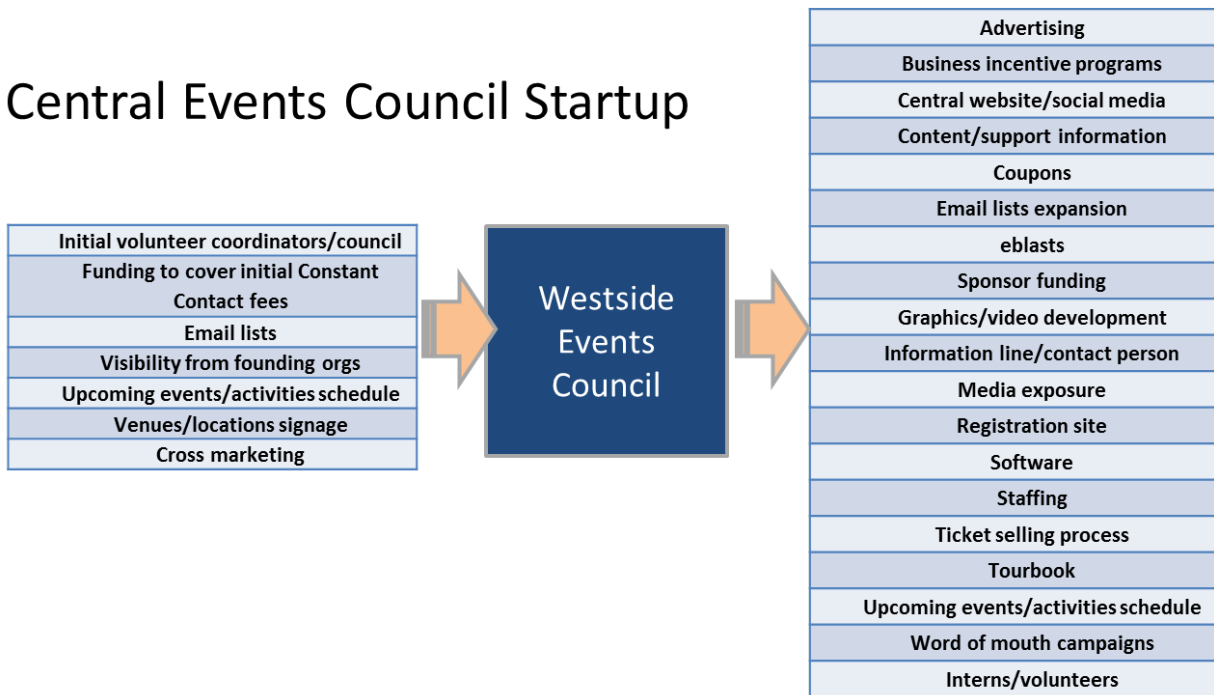 Central Events Council Startup
Initial volunteer coordinators/council
Funding to cover initial Constant
Contact fees
Email lists
Visibility from founding orgs
Upcoming events/activities schedule
Venues/locations signage
Cross marketing
Westside
Events
Council
Advertising
Business incentive programs
Central website/social media
Content/support information
Coupons
Email lists expansion
eblasts
Sponsor funding
Graphics/video development
Information line/contact person
Media exposure
Registration site
Software
Staffing
Ticket selling process
Tourbook
Upcoming events/activities schedule
Word of mouth campaigns
Interns/volunteers